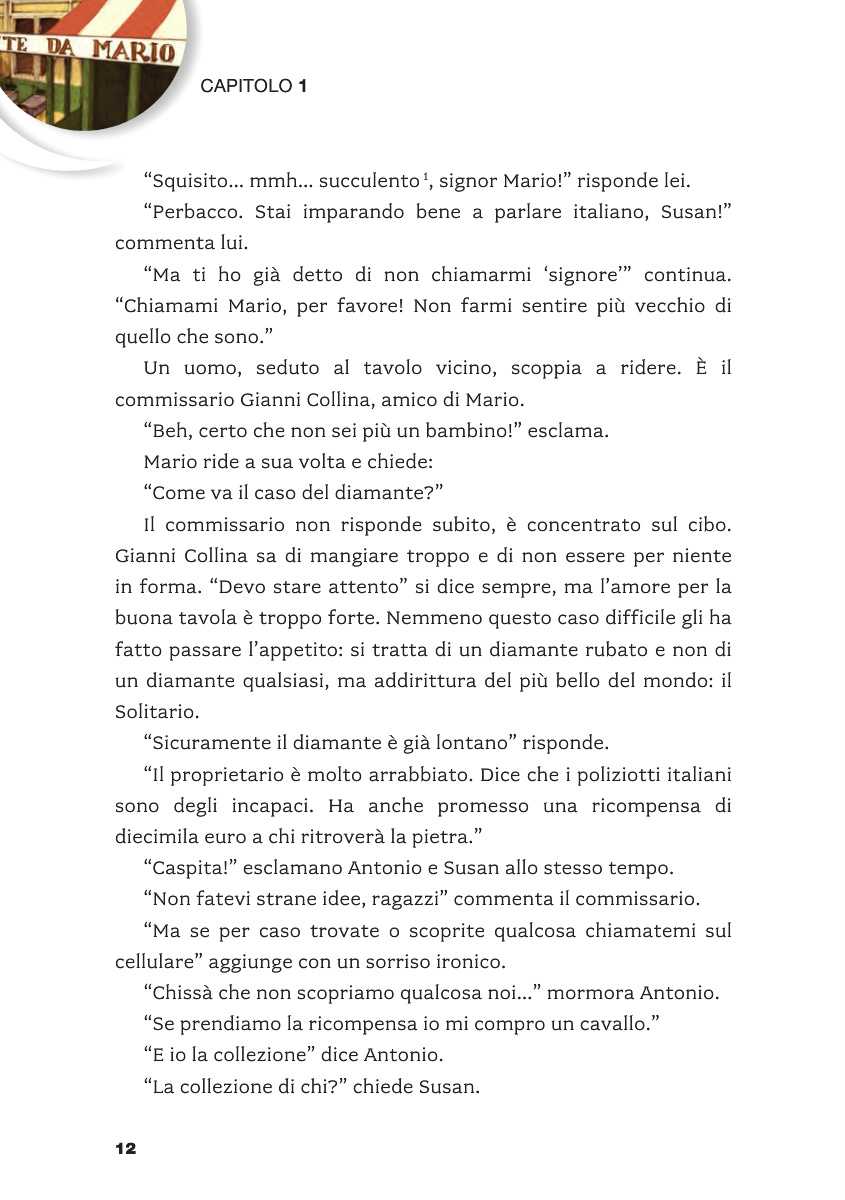 TE DA MARIO
CAPITOLO 1
“Squisito... mmh... succulento¹, signor Mario!” risponde lei.
“Perbacco. Stai imparando bene a parlare italiano, Susan!”
commenta lui.
“Ma ti ho già detto di non chiamarmi ‘signore’” continua.
“Chiamami Mario, per favore! Non farmi sentire più vecchio di
quello che sono.”
Un uomo, seduto al tavolo vicino, scoppia a ridere. È il
commissario Gianni Collina, amico di Mario.
“Beh, certo che non sei più un bambino!” esclama.
Mario ride a sua volta e chiede:
“Come va il caso del diamante?”
Il commissario non risponde subito, è concentrato sul cibo.
Gianni Collina sa di mangiare troppo e di non essere per niente
in forma. “Devo stare attento” si dice sempre, ma l’amore per la
buona tavola è troppo forte. Nemmeno questo caso difficile gli ha
fatto passare l’appetito: si tratta di un diamante rubato e non di
un diamante qualsiasi, ma addirittura del più bello del mondo: il
Solitario.
“Sicuramente il diamante è già lontano” risponde.
“Il proprietario è molto arrabbiato. Dice che i poliziotti italiani
sono degli incapaci. Ha anche promesso una ricompensa di
diecimila euro a chi ritroverà la pietra.”
“Caspita!” esclamano Antonio e Susan allo stesso tempo.
“Non fatevi strane idee, ragazzi” commenta il commissario.
“Ma se per caso trovate o scoprite qualcosa chiamatemi sul
cellulare” aggiunge con un sorriso ironico.
“Chissà che non scopriamo qualcosa noi...” mormora Antonio.
“Se prendiamo la ricompensa io mi compro un cavallo.”
“E io la collezione” dice Antonio.
“La collezione di chi?” chiede Susan.
12